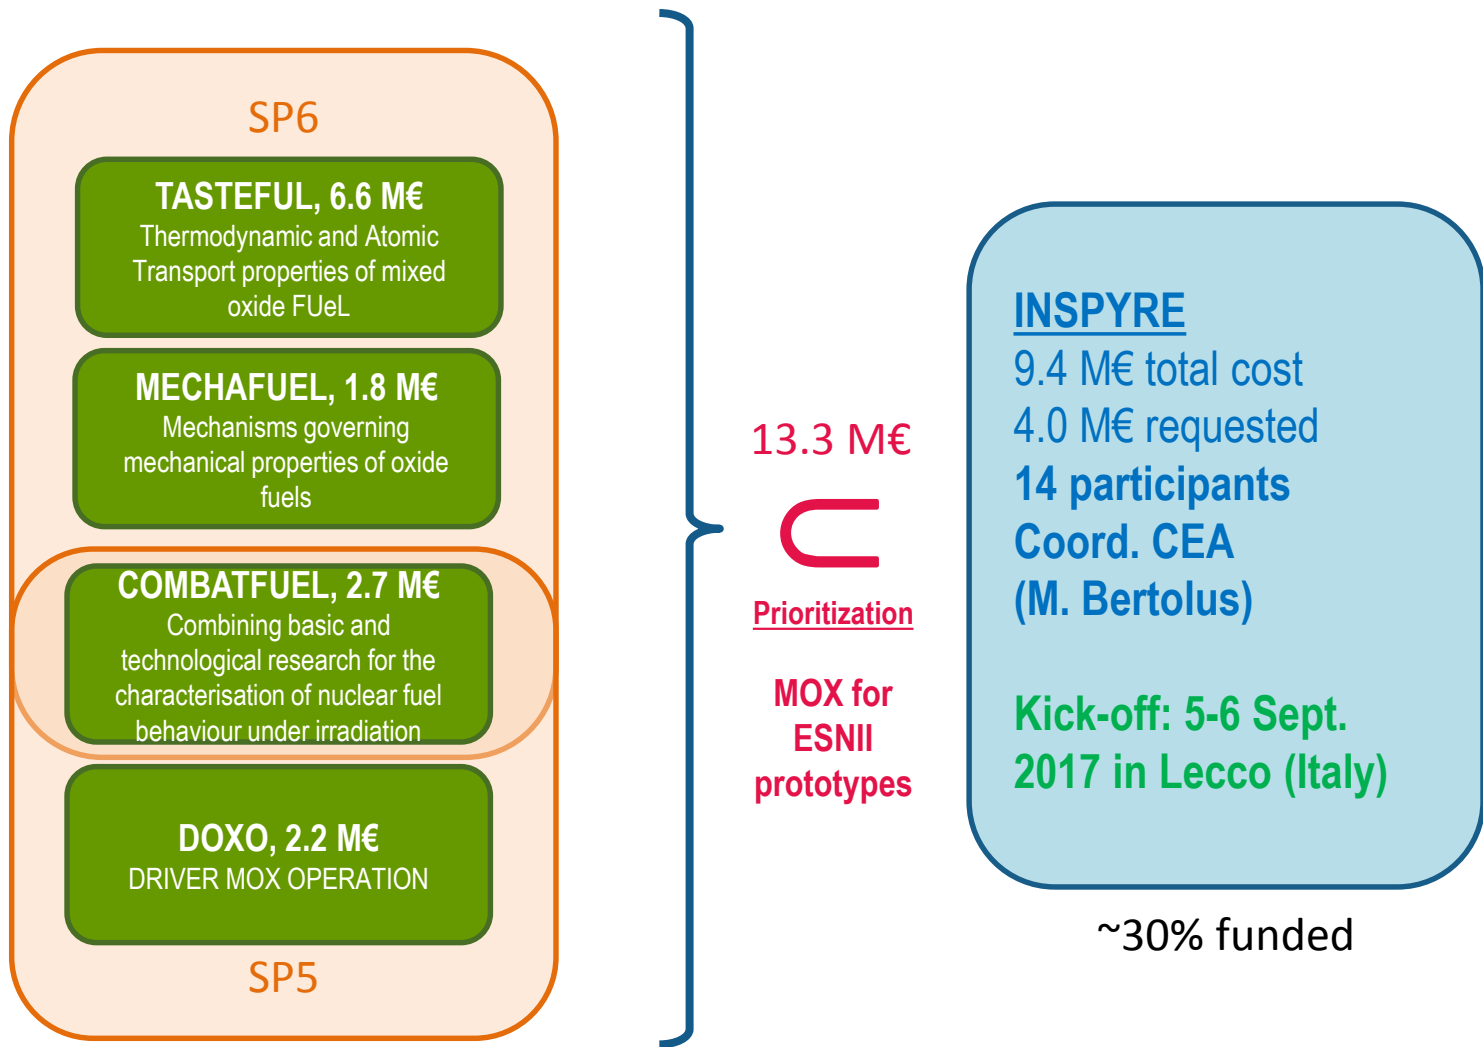 SP6
TASTEFUL, 6.6 M€
Thermodynamic and Atomic
Transport properties of mixed
oxide FUeL
MECHAFUEL, 1.8 M€
Mechanisms governing
mechanical properties of oxide
fuels
COMBATFUEL, 2.7 M€
Combining basic and
technological research for the
characterisation of nuclear fuel
behaviour under irradiation
DOXO, 2.2 M€
DRIVER MOX OPERATION
SP5
13.3 M€
Prioritization
MOX for
ESNII
prototypes
INSPYRE
9.4 M€ total cost
4.0 M€ requested
14 participants
Coord. CEA
(M. Bertolus)
Kick-off: 5-6 Sept.
2017 in Lecco (Italy)
~30% funded